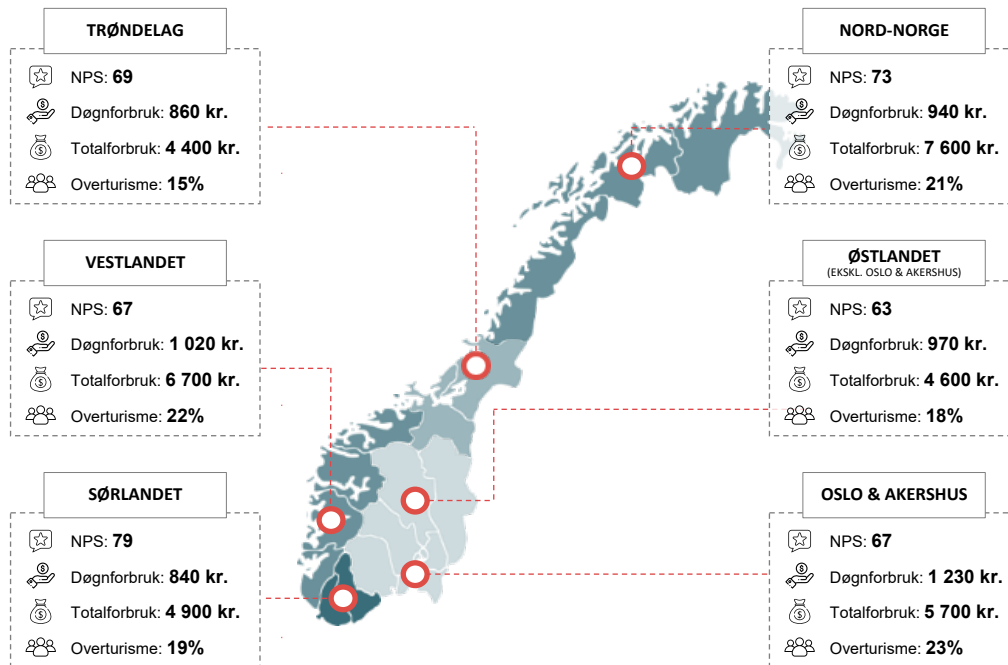 TRØNDELAG
NPS: 69
Døgnforbruk: 860 kr.
Totalforbruk: 4 400 kr.
Overturisme: 15%
NORD-NORGE
NPS: 73
Døgnforbruk: 940 kr.
Totalforbruk: 7 600 kr.
Overturisme: 21%
VESTLANDET
NPS: 67
Døgnforbruk: 1 020 kr.
Totalforbruk: 6 700 kr.
Overturisme: 22%
ØSTLANDET
(EKSKL. OSLO & AKERSHUS)
NPS: 63
Døgnforbruk: 970 kr.
Totalforbruk: 4 600 kr.
Overturisme: 18%
SØRLANDET
NPS: 79
Døgnforbruk: 840 kr.
Totalforbruk: 4 900 kr.
Overturisme: 19%
OSLO & AKERSHUS
NPS: 67
Døgnforbruk: 1 230 kr.
Totalforbruk: 5 700 kr.
Overturisme: 23%